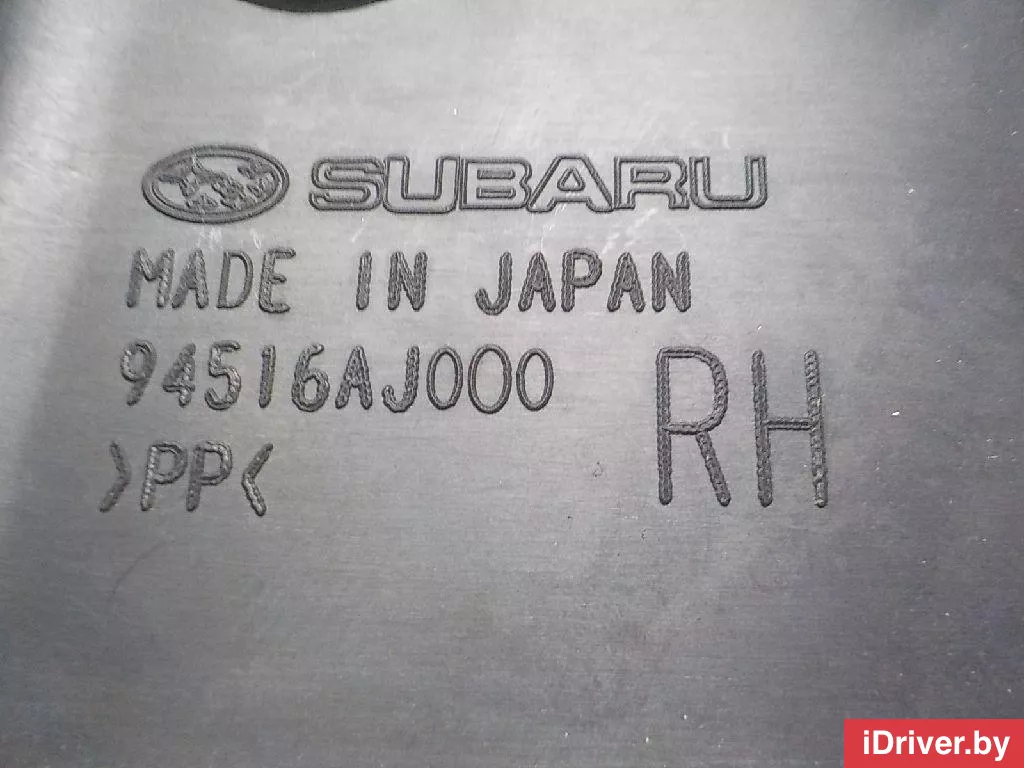 SUBARU
MADE IN JAPAN
94516AJ000
>PP<
RH
iDriver.by